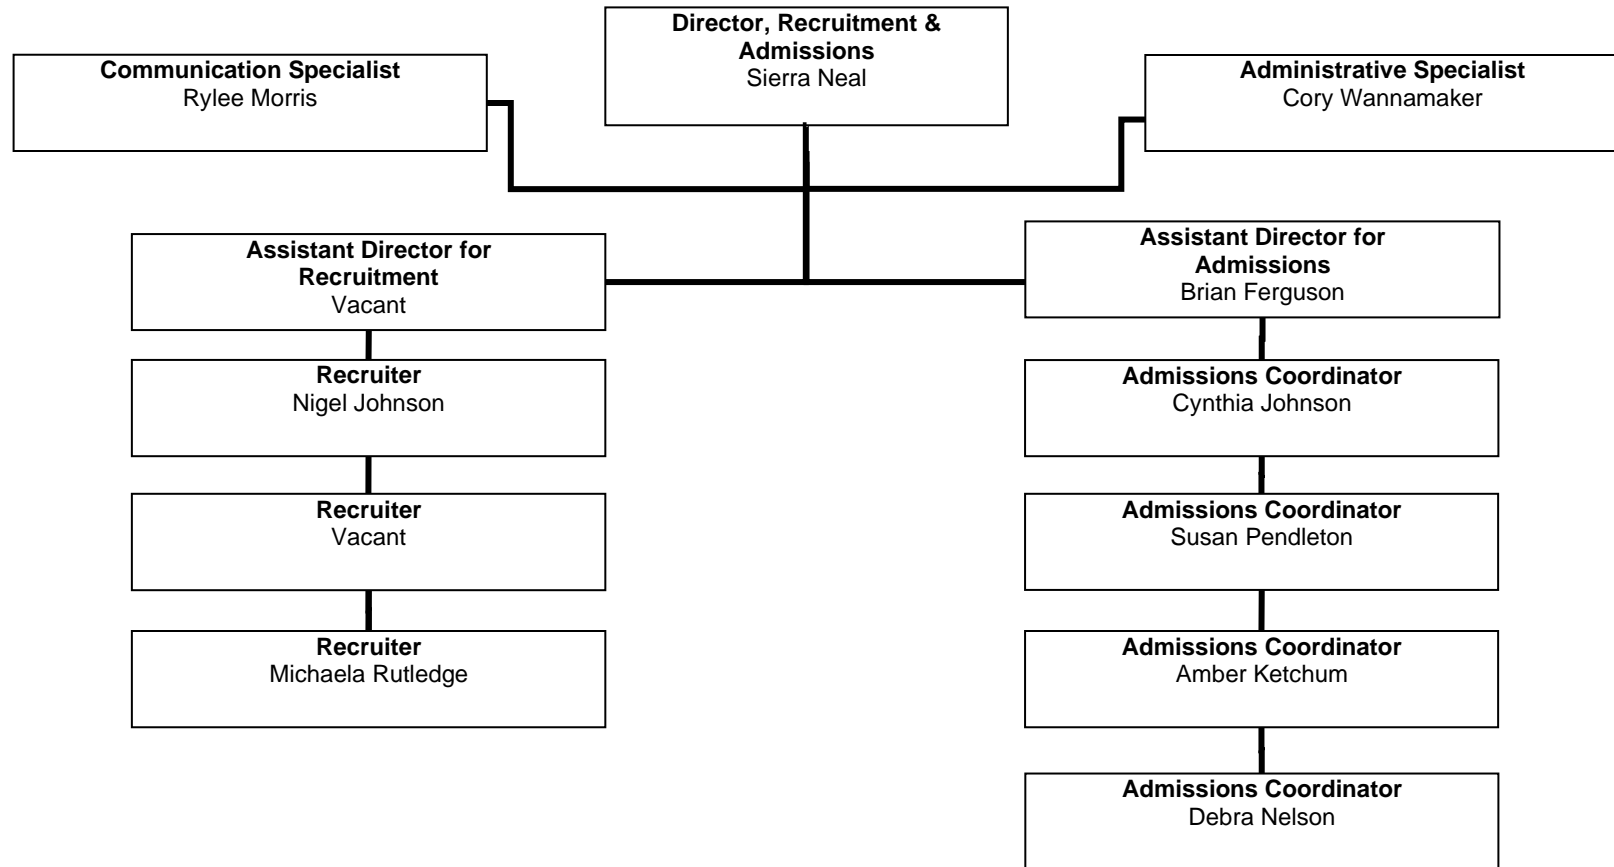 Director, Recruitment &
Admissions
Sierra Neal
Communication Specialist
Rylee Morris
Administrative Specialist
Cory Wannamaker
Assistant Director for
Recruitment
Vacant
Assistant Director for
Admissions
Brian Ferguson
Recruiter
Nigel Johnson
Admissions Coordinator
Cynthia Johnson
Recruiter
Vacant
Admissions Coordinator
Susan Pendleton
Recruiter
Michaela Rutledge
Admissions Coordinator
Amber Ketchum
Admissions Coordinator
Debra Nelson